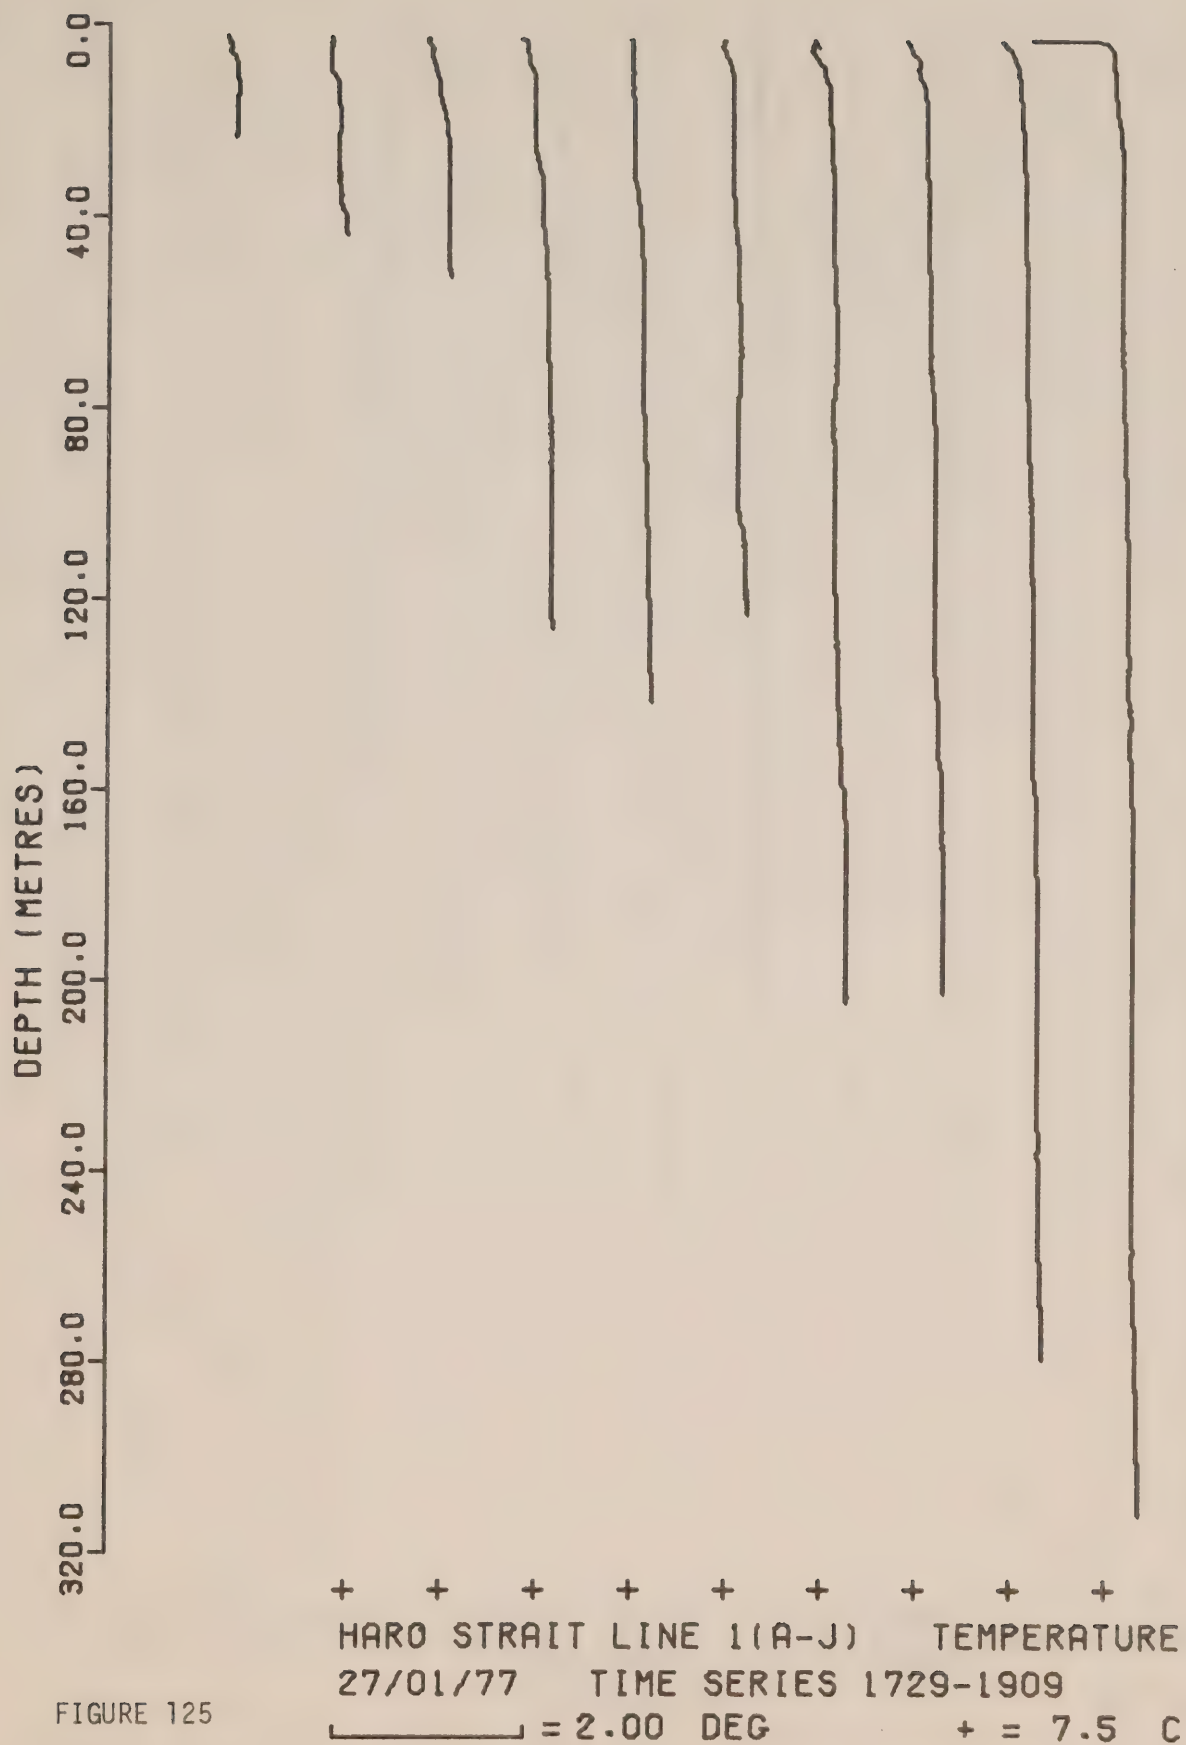 0.0
40.0
80.0
120.0
160.0
200.0
240.0
280.0
320.0
DEPTH (METRES)
+ + + + + + + + +
HARO STRAIT LINE 1(A-J) TEMPERATURE
27/01/77 TIME SERIES 1729-1909
= 2.00 DEG + = 7.5 C
FIGURE 125